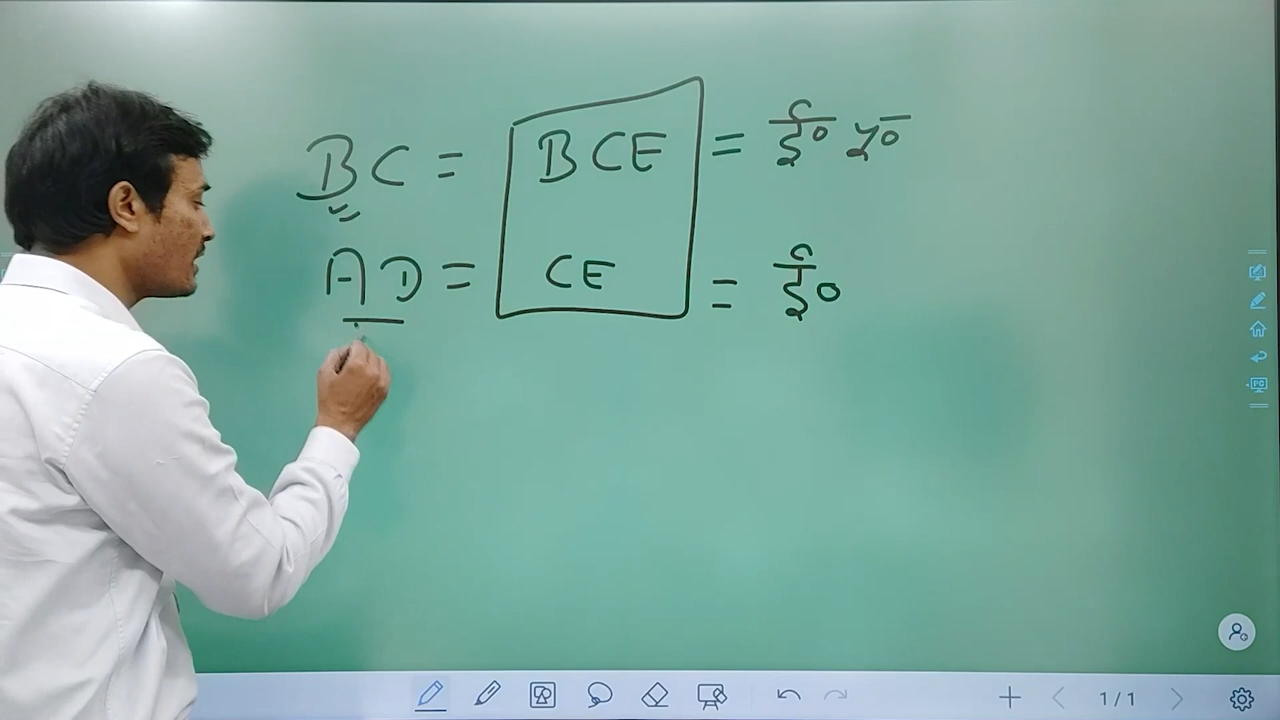 BC = BCE = ई० पू०
AD = CE = ई०
1/1